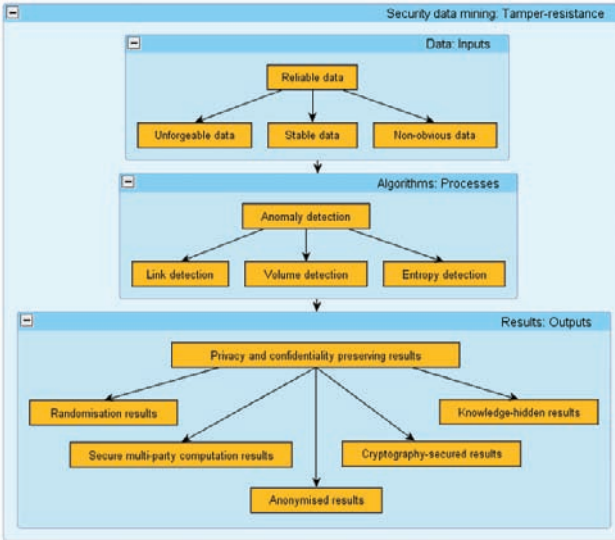 Security data mining: Tamper-resistance
Data: Inputs
Reliable data
Unforgeable data
Stable data
Non-obvious data
Algorithms: Processes
Anomaly detection
Link detection
Volume detection
Entropy detection
Results: Outputs
Privacy and confidentiality preserving results
Randomisation results
Knowledge-hidden results
Secure multi-party computation results
Cryptography-secured results
Anonymised results